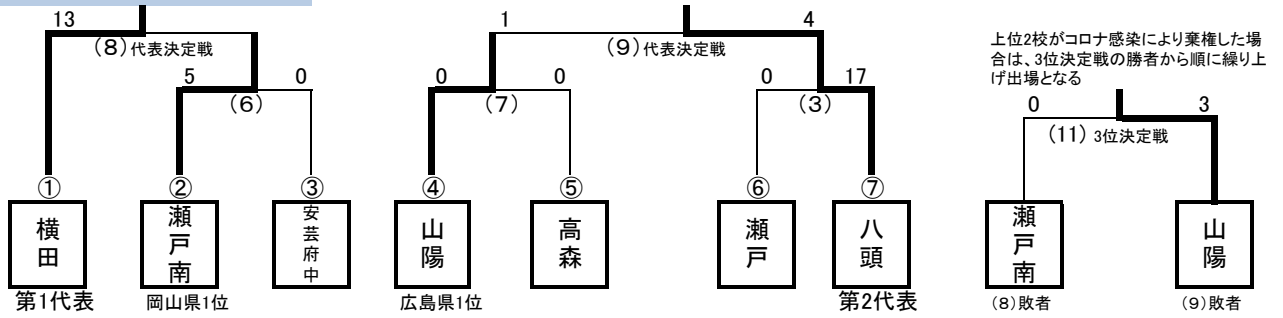 13
1
4
(8)代表決定戦
(9)代表決定戦
5
0
(6)
0
0
(7)
0
17
(3)
上位2校がコロナ感染により棄権した場
合は、3位決定戦の勝者から順に繰り上
げ出場となる
0
3
(11) 3位決定戦
①
②
③
④
⑤
⑥
⑦
横田
瀬戸南
安芸府中
山陽
高森
瀬戸
八頭
瀬戸南
山陽
第1代表
岡山県1位
広島県1位
第2代表
(8)敗者
(9)敗者